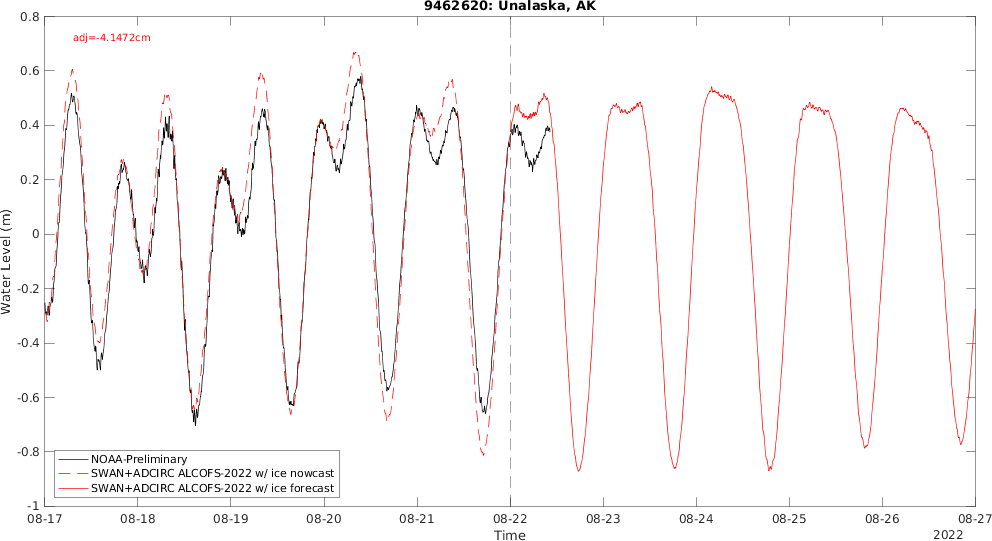 9462620: Unalaska, AK
adj=-4.1472cm
0.8
0.6
0.4
0.2
0
-0.2
-0.4
-0.6
-0.8
-1
Water Level (m)
NOAA-Preliminary
SWAN+ADCIRC ALCOFS-2022 w/ ice nowcast
SWAN+ADCIRC ALCOFS-2022 w/ ice forecast
08-17 08-18 08-19 08-20 08-21 08-22 08-23 08-24 08-25 08-26 08-27
Time
2022